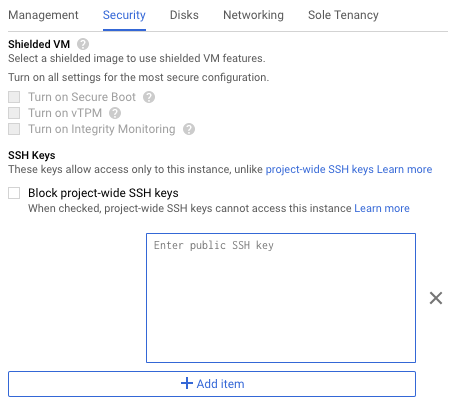 Management Security Disks Networking Sole Tenancy
Shielded VM ?
Select a shielded image to use shielded VM features.
Turn on all settings for the most secure configuration.
Turn on Secure Boot ?
Turn on vTPM ?
Turn on Integrity Monitoring ?
SSH Keys
These keys allow access only to this instance, unlike project-wide SSH keys Learn more
Block project-wide SSH keys
When checked, project-wide SSH keys cannot access this instance Learn more
Enter public SSH key
Add item